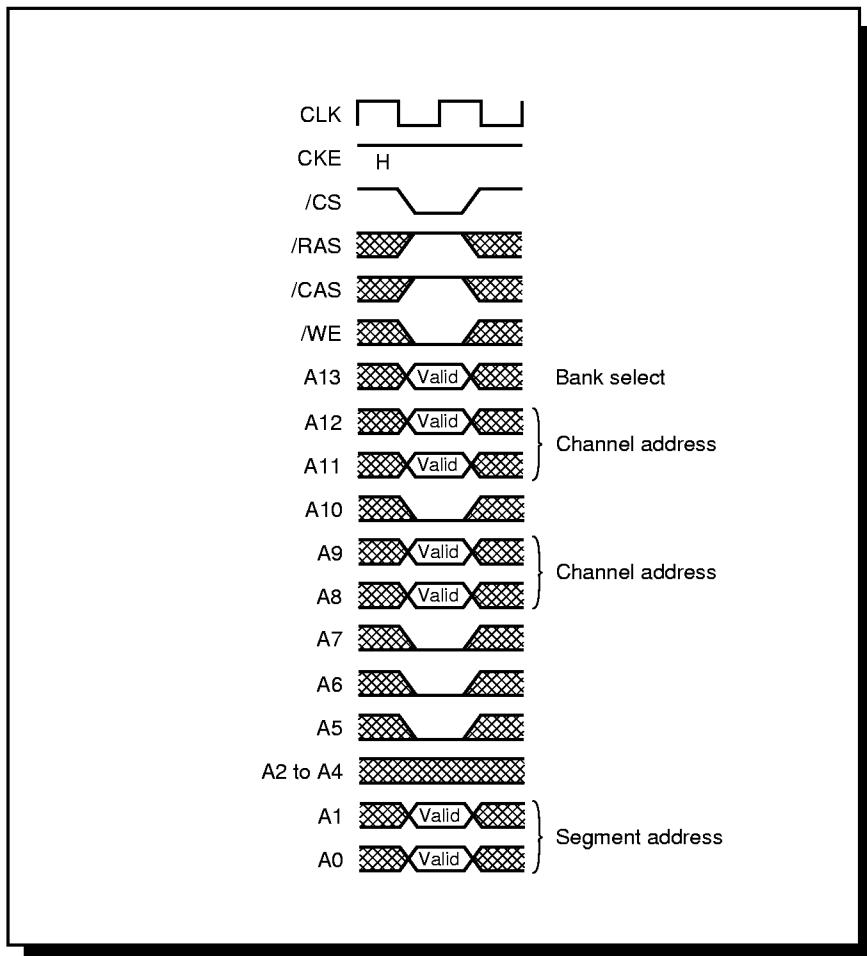 CLK
CKE H
/CS
/RAS
/CAS
/WE
A13 Valid Bank select
A12 Valid
Channel address
A11 Valid
A10
A9 Valid
Channel address
A8 Valid
A7
A6
A5
A2 to A4
A1 Valid
Segment address
A0 Valid